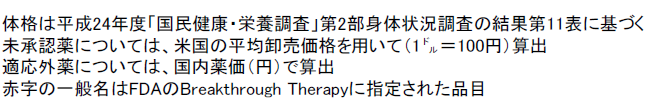 体格は平成24年度「国民健康・栄養調査」第2部身体状況調査の結果第11表に基づく
未承認薬については、米国の平均卸売価格を用いて（1㌦＝100円）算出
適応外薬については、国内薬価（円）で算出
赤字の一般名はFDAのBreakthrough Therapyに指定された品目